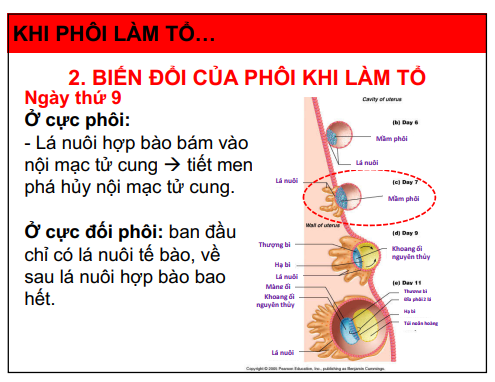 KHI PHÔI LÀM TỔ...
2. BIẾN ĐỔI CỦA PHÔI KHI LÀM TỔ
Ngày thứ 9
Ở cực phôi:
- Lá nuôi hợp bào bám vào
nội mạc tử cung → tiết men
phá hủy nội mạc tử cung.
Ở cực đối phôi: ban đầu
chỉ có lá nuôi tế bào, về
sau lá nuôi hợp bào bao
hết.
Cavity of uterus
(b) Day 6
Mầm phôi
Lá nuôi
Lá nuôi
(c) Day 7
Mầm phôi
Wall of uterus
(d) Day 9
Thượng bì
Khoang ối
nguyên thủy
Hạ bì
Lá nuôi
Màng ối
(e) Day 11
Khoang ối
nguyên thủy
Thượng bì
Đĩa phôi 2 bì
Hạ bì
Túi noãn hoàng
Lá nuôi
Copyright © 2005 Pearson Education, Inc., publishing as Benjamin Cummings.